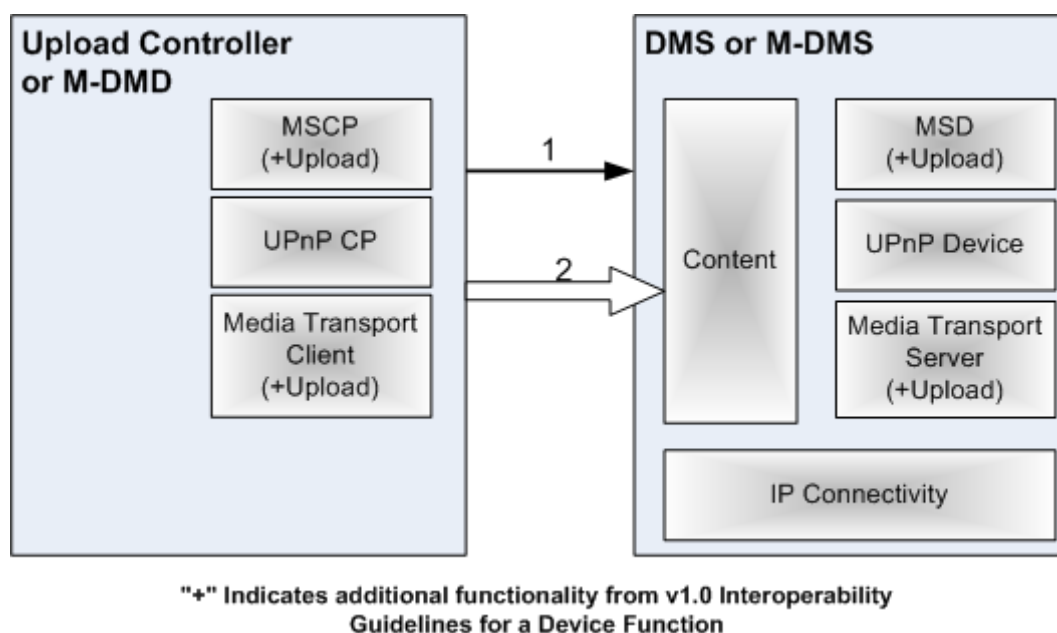 Upload Controller
or M-DMD
MSCP
(+Upload)
UPnP CP
Media Transport
Client
(+Upload)
1
2
DMS or M-DMS
Content
MSD
(+Upload)
UPnP Device
Media Transport
Server
(+Upload)
IP Connectivity
"+" Indicates additional functionality from v1.0 Interoperability
Guidelines for a Device Function